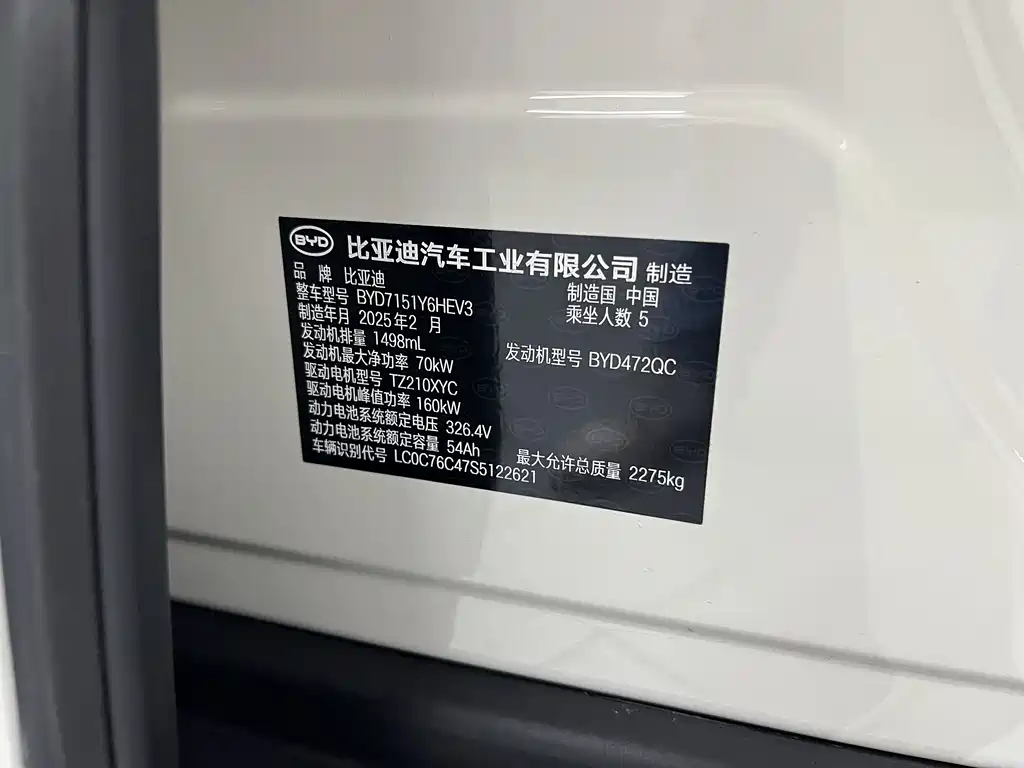 BYD 比亚迪汽车工业有限公司 制造
品牌 比亚迪 制造国 中国
整车型号 BYD7151Y6HEV3 乘坐人数 5
制造年月 2025年2月
发动机排量 1498mL 发动机型号 BYD472QC
发动机最大净功率 70kW
驱动电机型号 TZ210XYC
驱动电机峰值功率 160kW
动力电池系统额定电压 326.4V
动力电池系统额定容量 54Ah 最大允许总质量 2275kg
车辆识别代号 LC0C76C47S5122621